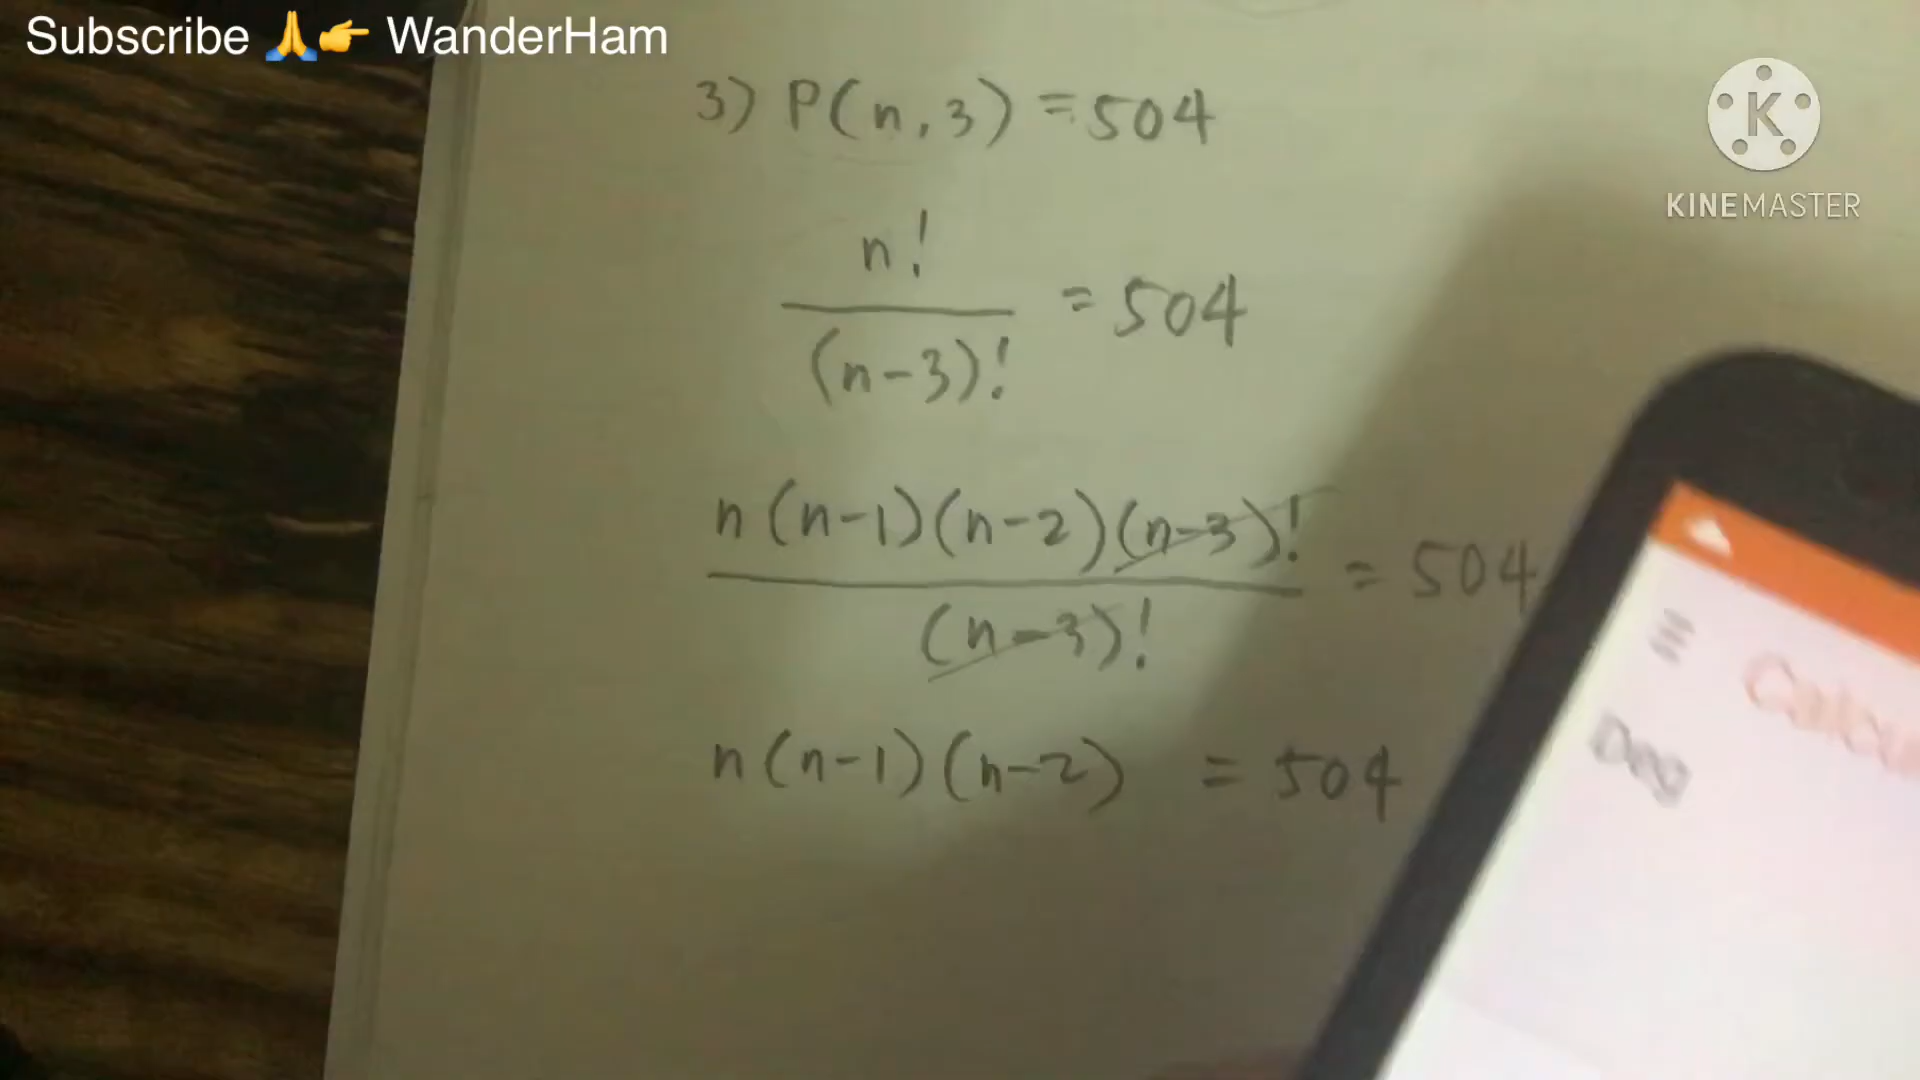 Subscribe 🙏👉 WanderHam
KINEMASTER
3) P(n,3) = 504
n!
(n-3)!
= 504
n(n-1)(n-2)(n-3)!
(n-3)!
= 504
n(n-1)(n-2) = 504
Deg